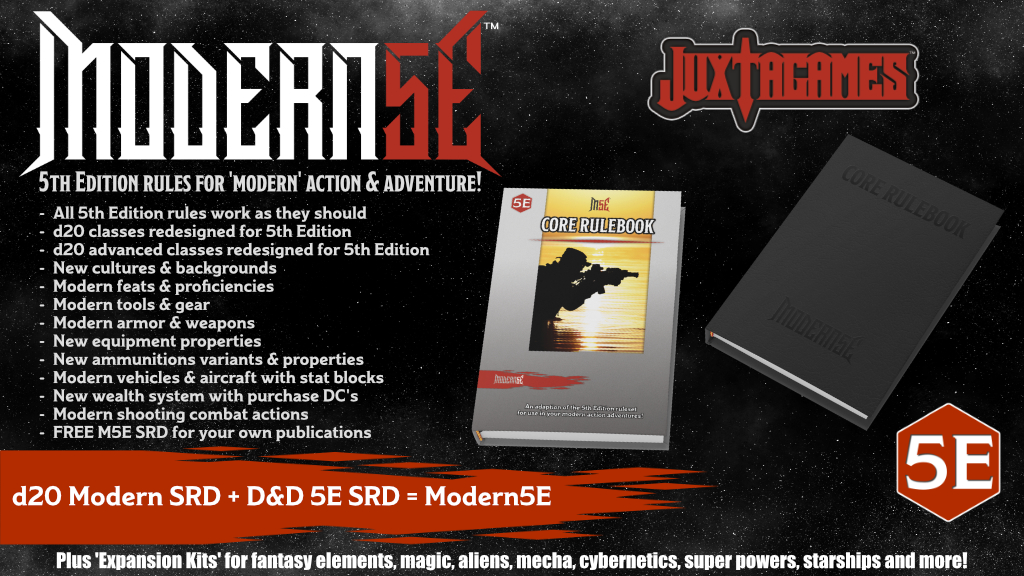 MODERN5E™
5TH EDITION RULES FOR 'MODERN' ACTION & ADVENTURE!
- All 5th Edition rules work as they should
- d20 classes redesigned for 5th Edition
- d20 advanced classes redesigned for 5th Edition
- New cultures & backgrounds
- Modern feats & proficiencies
- Modern tools & gear
- Modern armor & weapons
- New equipment properties
- New ammunitions variants & properties
- Modern vehicles & aircraft with stat blocks
- New wealth system with purchase DC's
- Modern shooting combat actions
- FREE M5E SRD for your own publications
d20 Modern SRD + D&D 5E SRD = Modern5E
Plus 'Expansion Kits' for fantasy elements, magic, aliens, mecha, cybernetics, super powers, starships and more!
JUXTAGAMES
5E
M5E
CORE RULEBOOK
MODERN5E
An adaption of the 5th Edition ruleset
for use in your modern action adventures!
CORE RULEBOOK
MODERN5E
5E